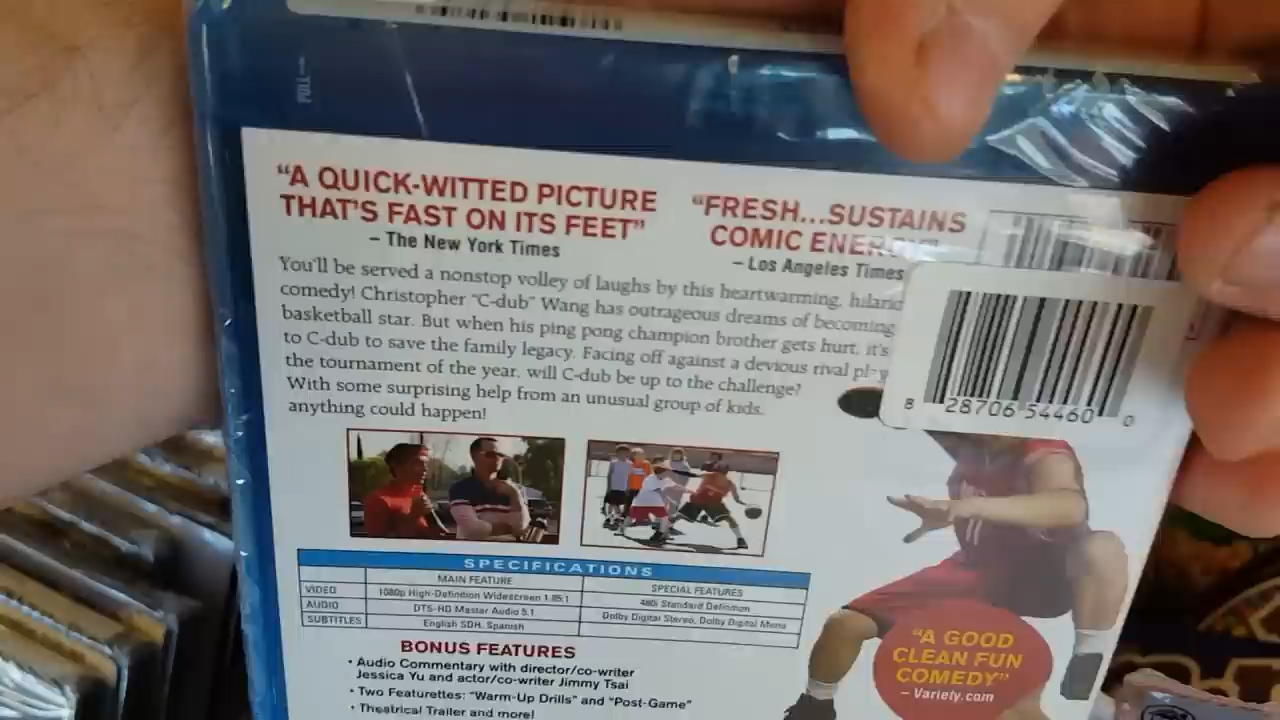 PULL
"A QUICK-WITTED PICTURE
THAT'S FAST ON ITS FEET"
– The New York Times
"FRESH...SUSTAINS
COMIC
– Los Angeles Times
You'll be served a nonstop volley of laughs by this heartwarming,
comedy! Christopher "C-dub" Wang has outrageous dreams of becoming
basketball star. But when his ping pong champion brother gets hurt, it's
to C-dub to save the family legacy. Facing off against a devious rival
the tournament of the year, will C-dub be up to the challenge?
With some surprising help from an unusual group of kids,
anything could happen!
8 28706 54460 0
SPECIFICATIONS
MAIN FEATURE SPECIAL FEATURES
VIDEO 1080p High-Definition Widescreen 1.85:1 480i Standard Definition
AUDIO DTS-HD Master Audio 5.1 Dolby Digital Stereo, Dolby Digital Mono
SUBTITLES English SDH, Spanish
BONUS FEATURES
• Audio Commentary with director/co-writer
Jessica Yu and actor/co-writer Jimmy Tsai
• Two Featurettes: "Warm-Up Drills" and "Post-Game"
• Theatrical Trailer and more!
"A GOOD
CLEAN FUN
COMEDY"
– Variety.com